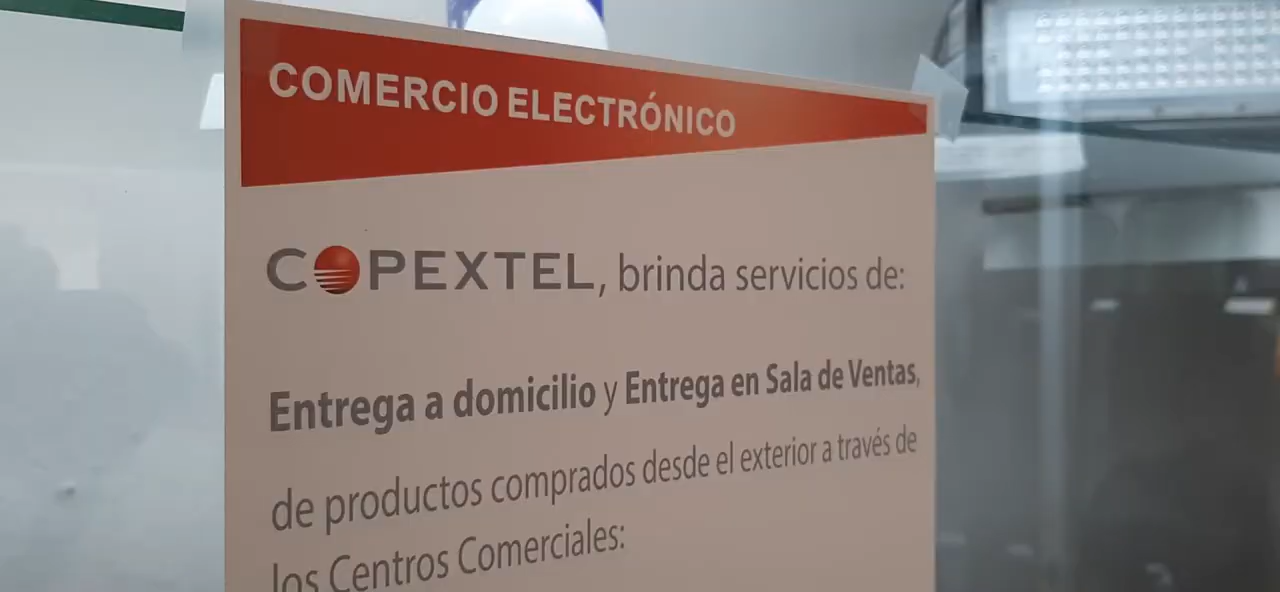 COMERCIO ELECTRÓNICO
COPEXTEL, brinda servicios de:
Entrega a domicilio y Entrega en Sala de Ventas,
de productos comprados desde el exterior a través de
los Centros Comerciales: